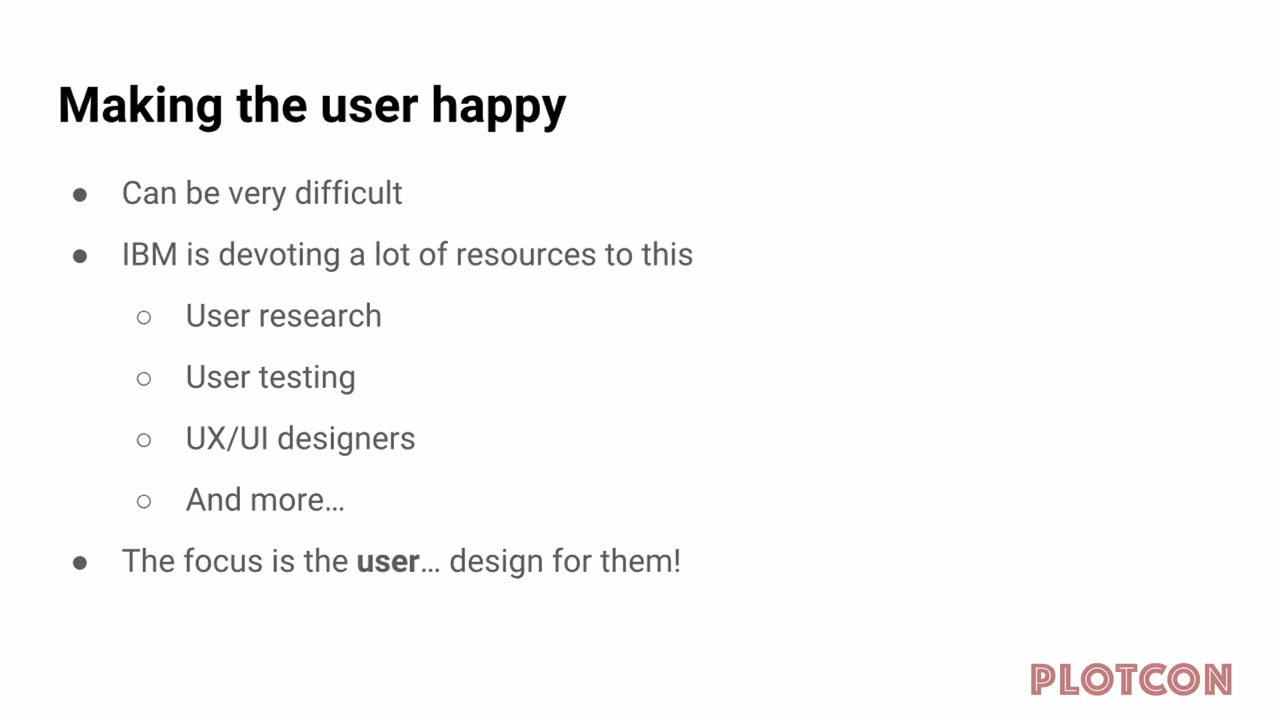 Making the user happy
● Can be very difficult
● IBM is devoting a lot of resources to this
○ User research
○ User testing
○ UX/UI designers
○ And more…
● The focus is the user… design for them!
PLOTCON